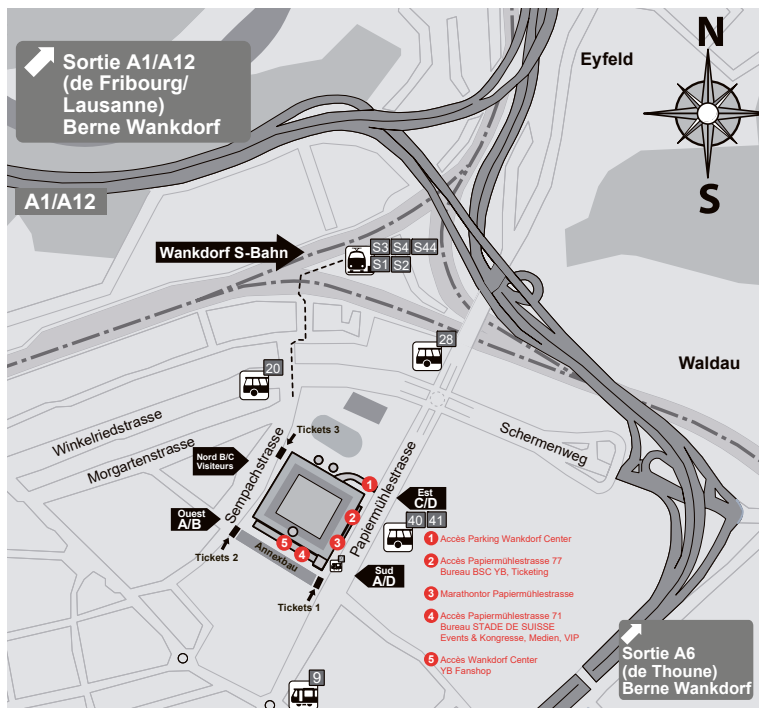 Sortie A1/A12
(de Fribourg/
Lausanne)
Berne Wankdorf
N
S
Eyfeld
A1/A12
Wankdorf S-Bahn
S3 S4 S44
S1 S2
28
20
Waldau
Winkelriedstrasse
Morgartenstrasse
Sempachstrasse
Papiermühlestrasse
Schermenweg
Tickets 3
Nord B/C
Visiteurs
Ouest
A/B
Est
C/D
40 41
Sud
A/D
Tickets 2
Annexbau
Tickets 1
1
2
3
4
5
9
1 Accès Parking Wankdorf Center
2 Accès Papiermühlestrasse 77
Bureau BSC YB, Ticketing
3 Marathontor Papiermühlestrasse
4 Accès Papiermühlestrasse 71
Bureau STADE DE SUISSE
Events & Kongresse, Medien, VIP
5 Accès Wankdorf Center
YB Fanshop
Sortie A6
(de Thoune)
Berne Wankdorf